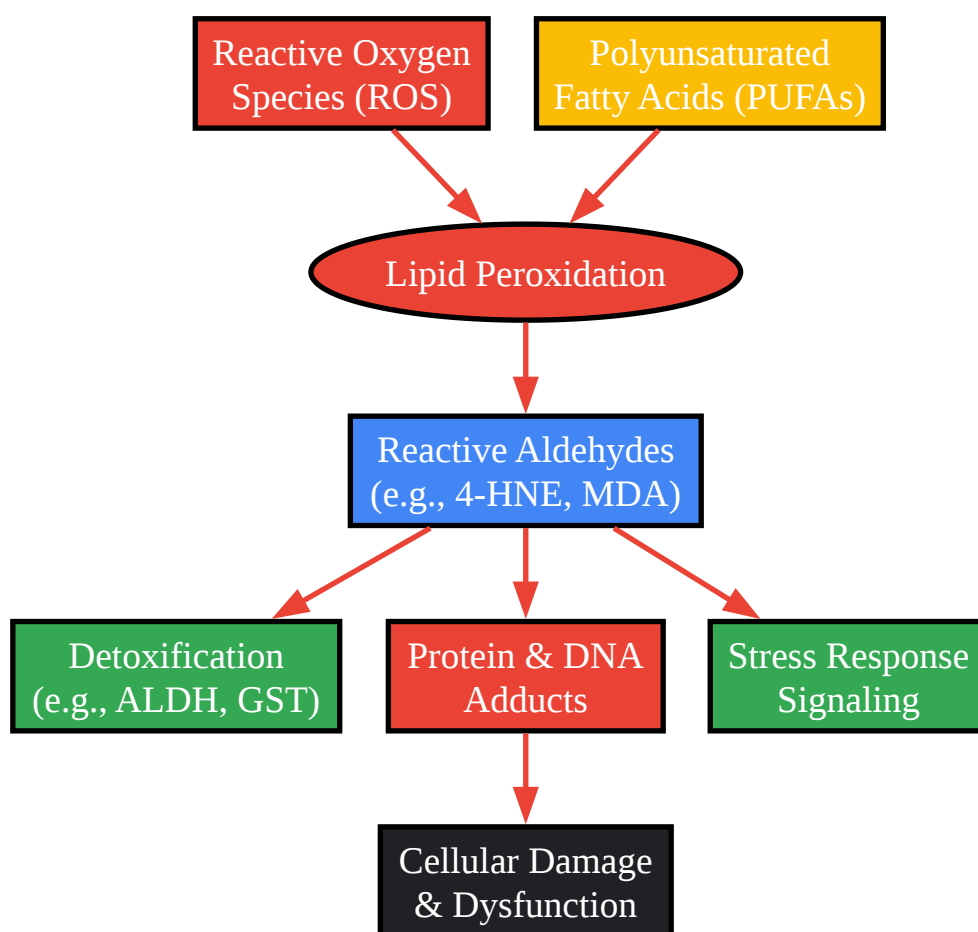 Reactive Oxygen
Species (ROS)
Polyunsaturated
Fatty Acids (PUFAs)
Lipid Peroxidation
Reactive Aldehydes
(e.g., 4-HNE, MDA)
Detoxification
(e.g., ALDH, GST)
Protein & DNA
Adducts
Stress Response
Signaling
Cellular Damage
& Dysfunction